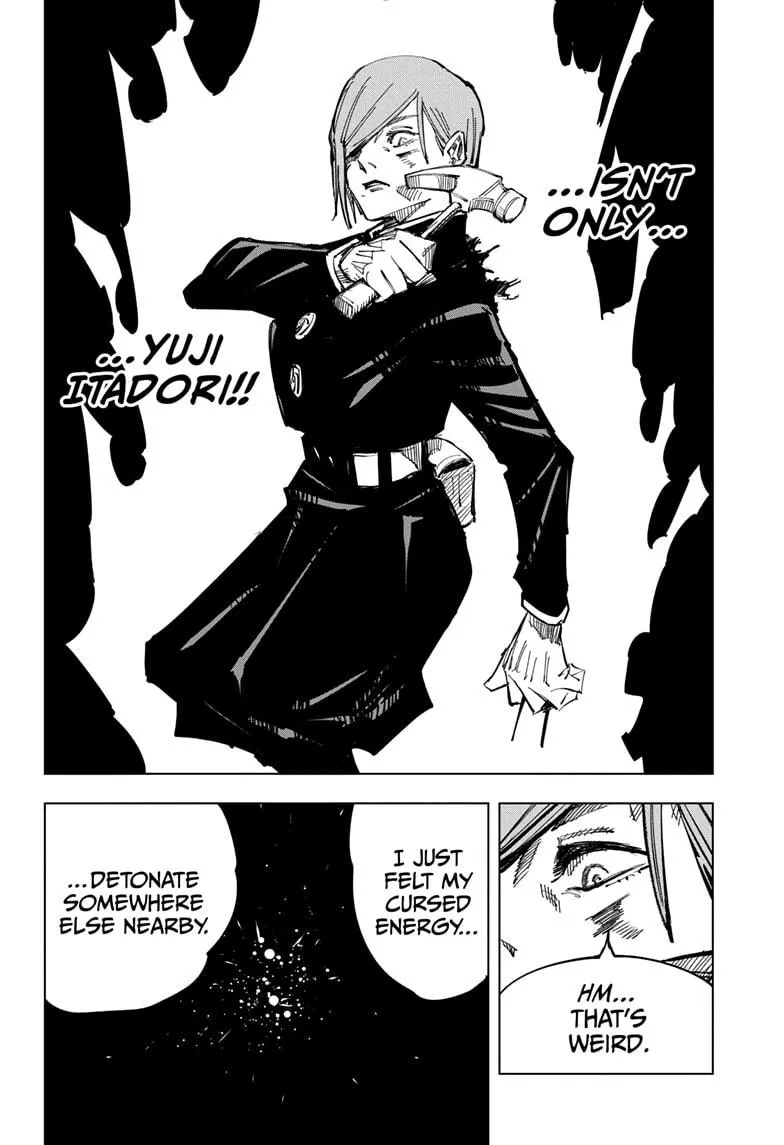 ...ISN'T
ONLY...
...YUJI
ITADORI!!
HM...
THAT'S
WEIRD.
I JUST
FELT MY
CURSED
ENERGY...
...DETONATE
SOMEWHERE
ELSE NEARBY.